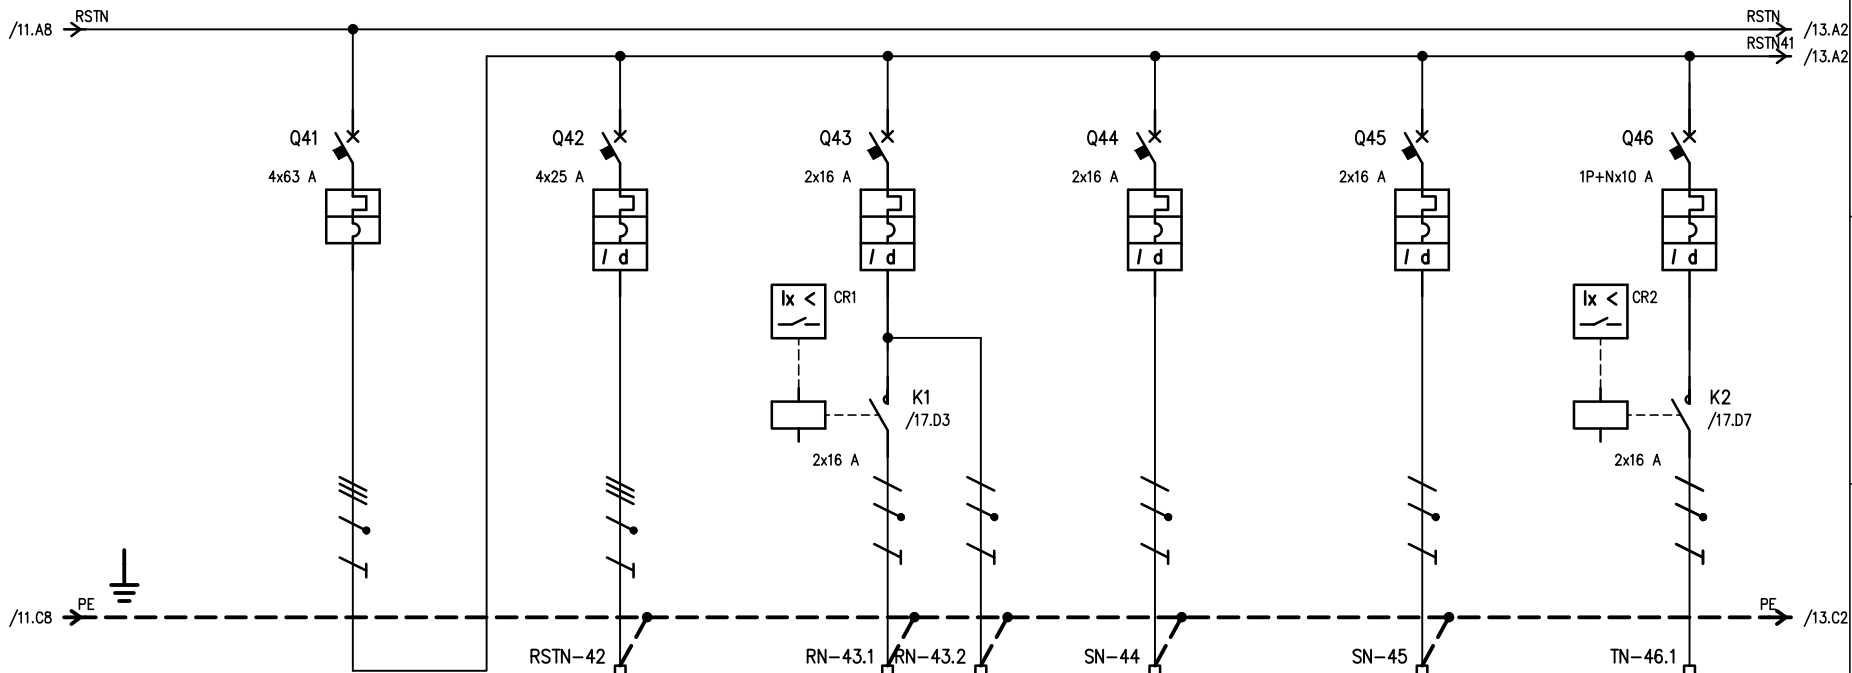 RSTN
/11.A8
RSTN
/13.A2
RSTN41
/13.A2
Q41
Q42
Q43
Q44
Q45
Q46
4x63 A
4x25 A
2x16 A
2x16 A
2x16 A
1P+Nx10 A
I d
I d
I d
I d
I d
Ix <
CR1
Ix <
CR2
K1
/17.D3
K2
/17.D7
2x16 A
2x16 A
PE
/11.C8
PE
/13.C2
RSTN-42
RN-43.1
RN-43.2
SN-44
SN-45
TN-46.1